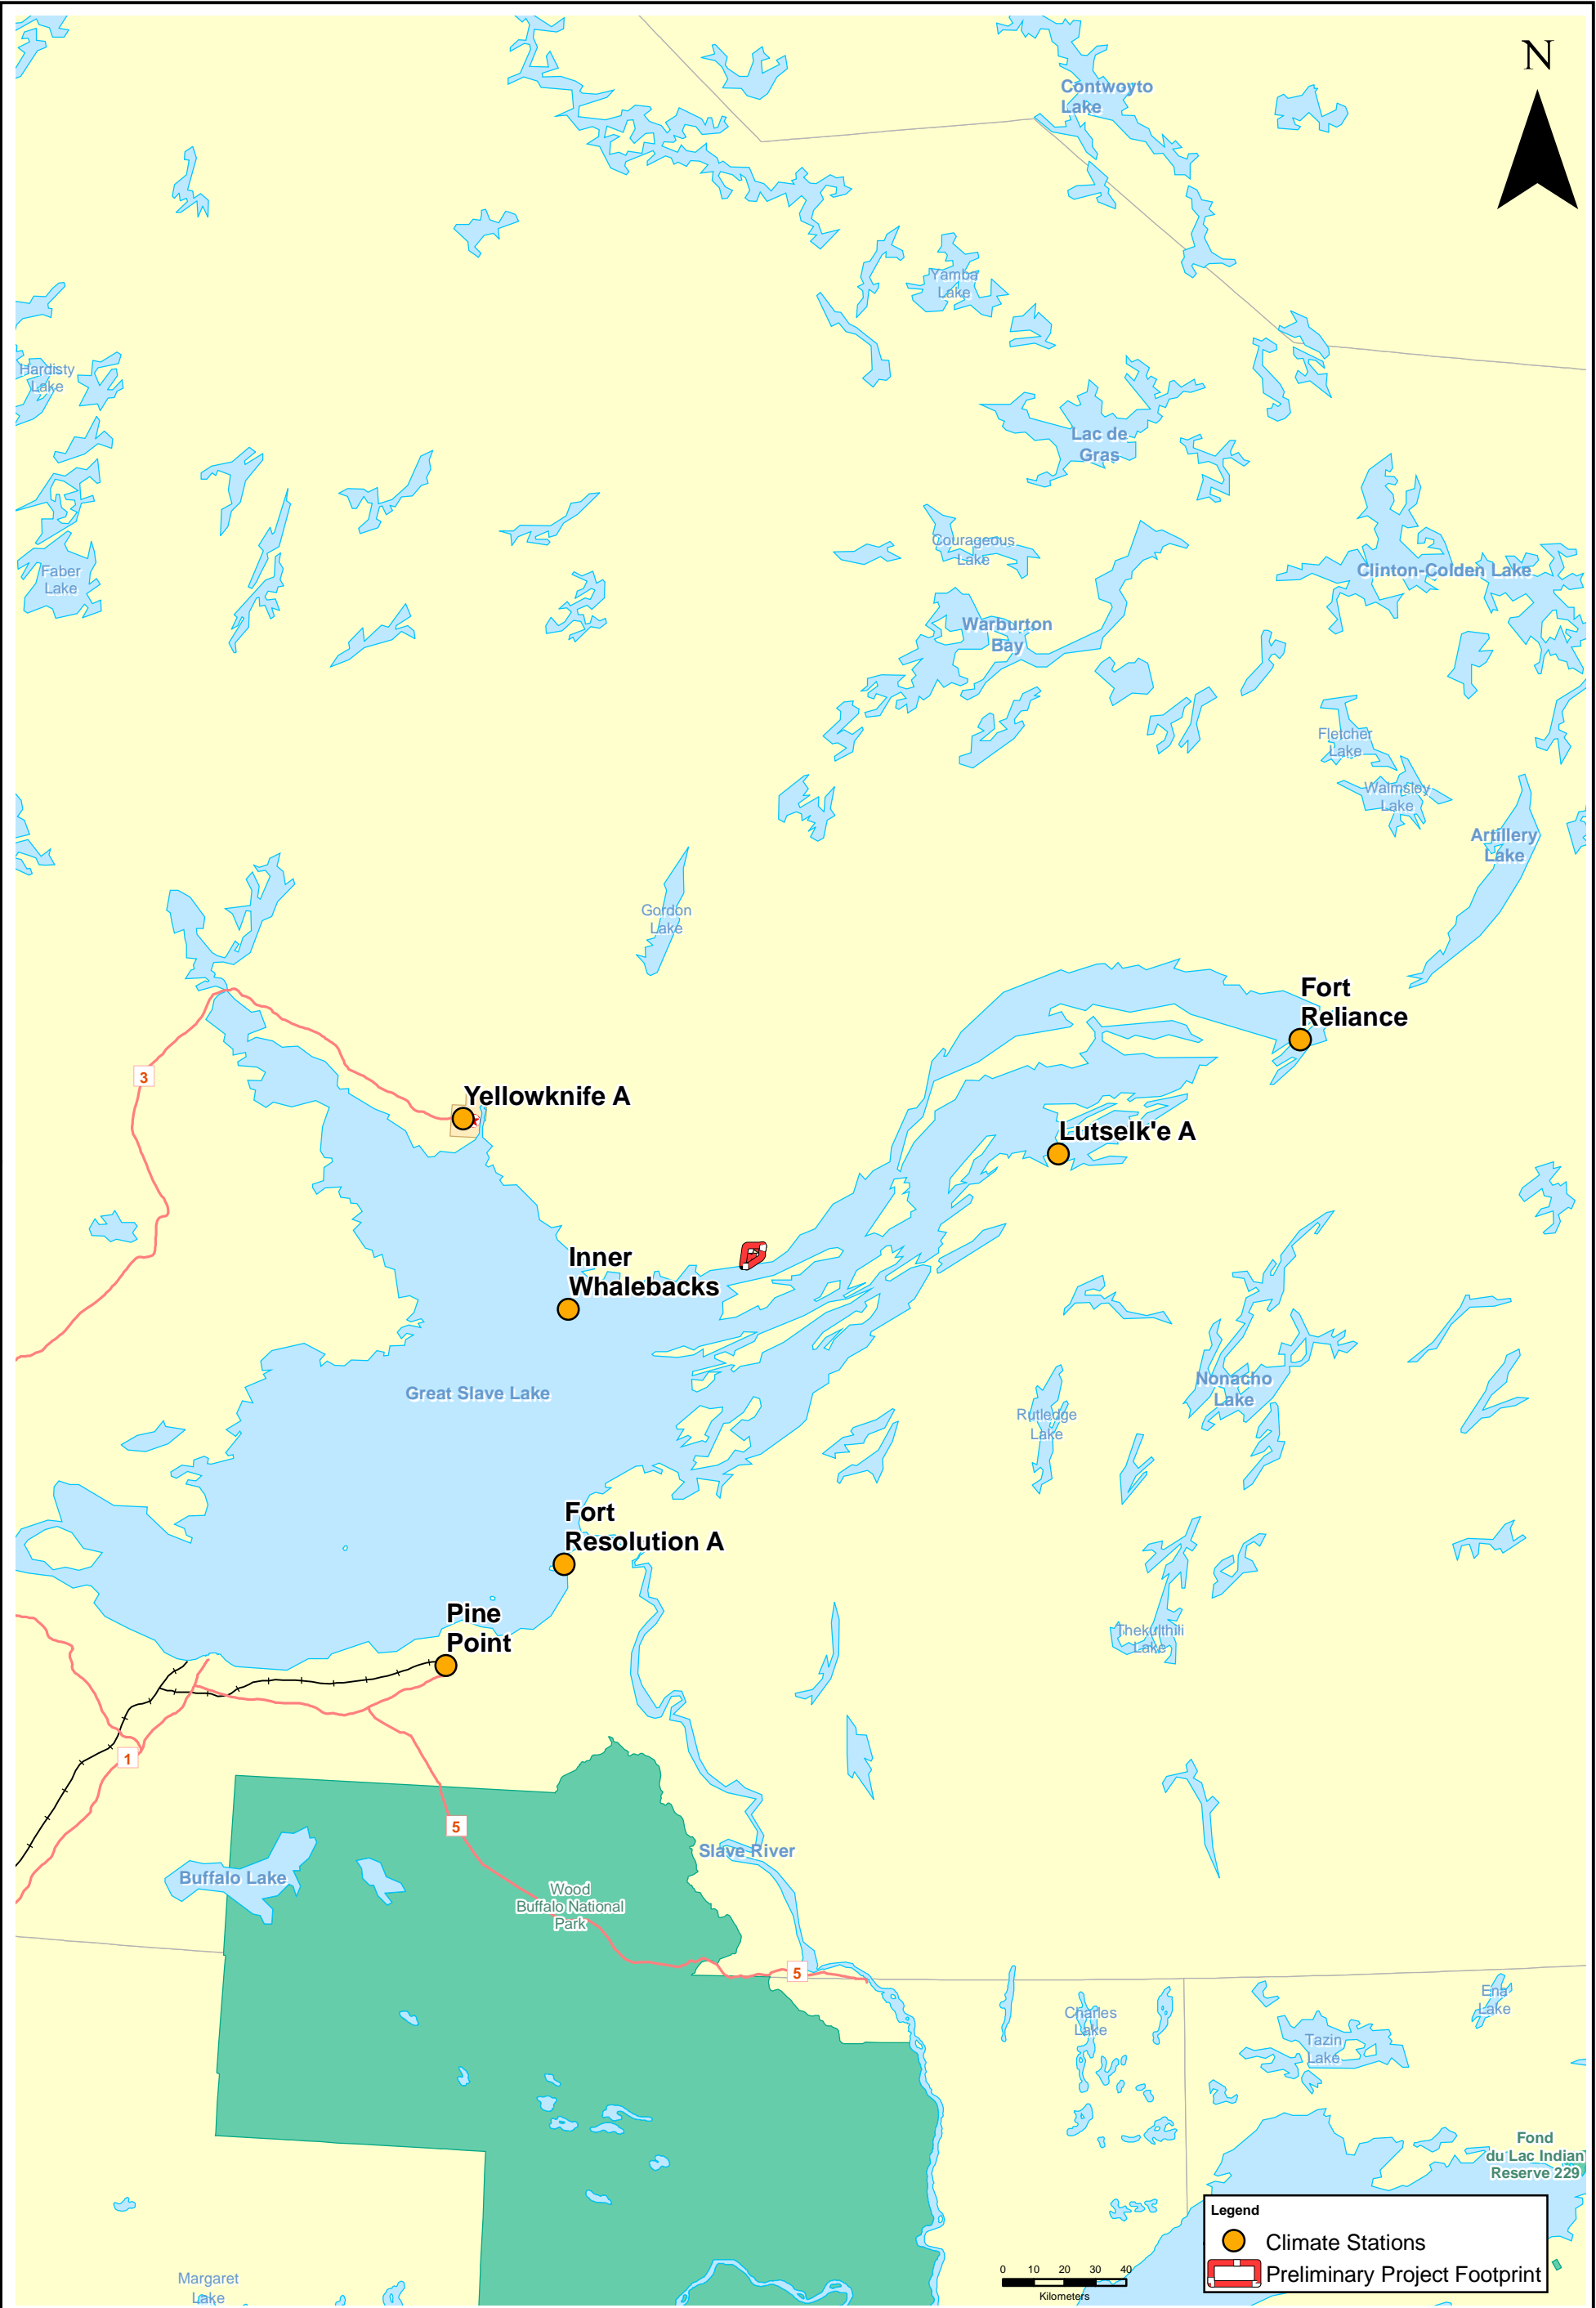 N
Contwoyto
Lake
Yamba
Lake
Hardisty
Lake
Lac de
Gras
Courageous
Lake
Clinton-Colden Lake
Faber
Lake
Warburton
Bay
Fletcher
Lake
Walmsley
Lake
Artillery
Lake
Gordon
Lake
Fort
Reliance
3
Yellowknife A
Lutselk'e A
Inner
Whalebacks
Great Slave Lake
Nonacho
Lake
Rutledge
Lake
Fort
Resolution A
Pine
Point
Thekulthili
Lake
1
5
Slave River
Buffalo Lake
Wood
Buffalo National
Park
5
Ena
Lake
Charles
Lake
Tazin
Lake
Fond
du Lac Indian
Reserve 229
Margaret
Lake
0 10 20 30 40
Kilometers
Legend
Climate Stations
Preliminary Project Footprint